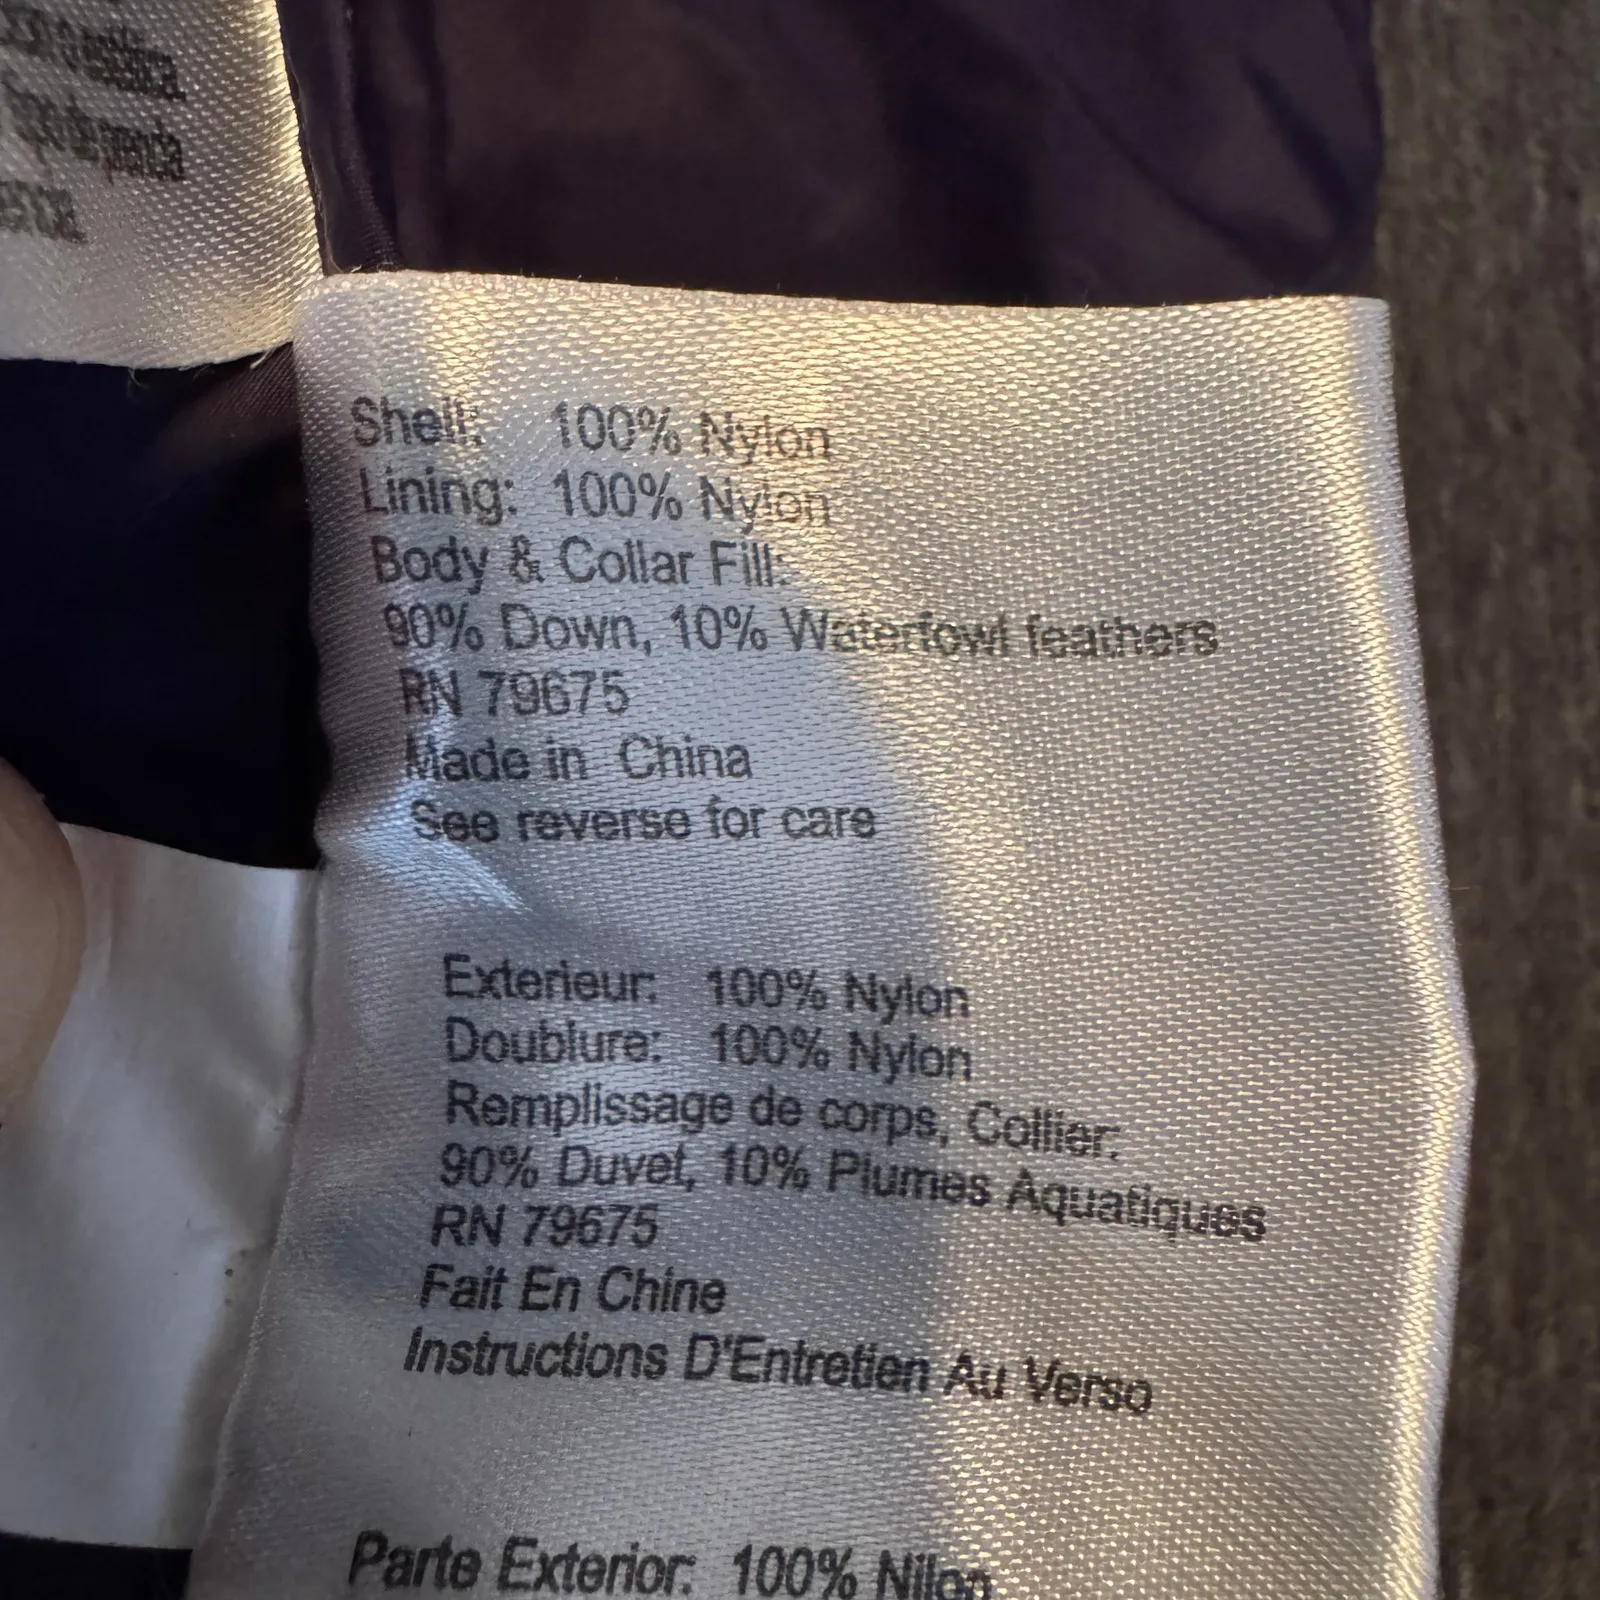 prenda
Shell: 100% Nylon
Lining: 100% Nylon
Body & Collar Fill:
90% Down, 10% Waterfowl feathers
RN 79675
Made in China
See reverse for care
Exterieur: 100% Nylon
Doublure: 100% Nylon
Remplissage de corps, Collier:
90% Duvet, 10% Plumes Aquatiques
RN 79675
Fait En Chine
Instructions D'Entretien Au Verso
Parte Exterior: 100% Nilon